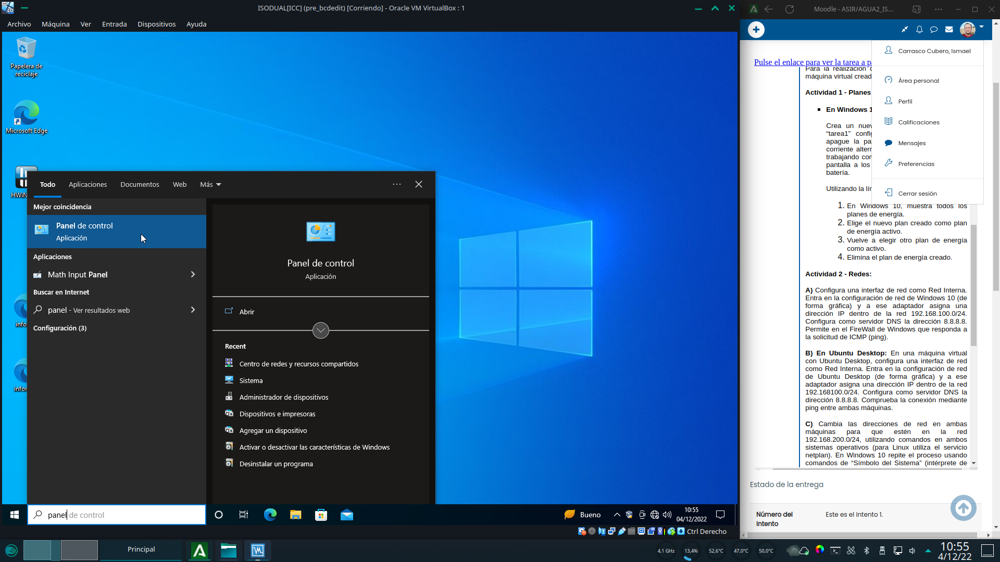 ISODUAL[ICC] (pre_bcdedit) [Corriendo] - Oracle VM VirtualBox : 1
Archivo Máquina Ver Entrada Dispositivos Ayuda
Papelera de
reciclaje
Microsoft Edge
Todo Aplicaciones Documentos Web Más
Mejor coincidencia
Panel de control
Aplicación
Aplicaciones
Math Input Panel
Buscar en Internet
panel - Ver resultados web
Configuración (3)
Panel de control
Aplicación
Abrir
Recent
Centro de redes y recursos compartidos
Sistema
Administrador de dispositivos
Dispositivos e impresoras
Agregar un dispositivo
Activar o desactivar las características de Windows
Desinstalar un programa
panel de control
Bueno
10:55
04/12/2022
Ctrl Derecho
Moodle - ASIR/AGUA2_IS...
Carrasco Cubero, Ismael
Área personal
Perfil
Calificaciones
Mensajes
Preferencias
Cerrar sesión
Pulse el enlace para ver la tarea a pa
Para la realización
máquina virtual cread
Actividad 1 - Planes
En Windows 1
Crea un nuev
“tarea1” config
apague la pa
corriente altern
trabajando con
pantalla a los
batería.
Utilizando la lín
1. En Windows 10, muestra todos los
planes de energía.
2. Elige el nuevo plan creado como plan
de energía activo.
3. Vuelve a elegir otro plan de energía
como activo.
4. Elimina el plan de energía creado.
Actividad 2 - Redes:
A) Configura una interfaz de red como Red Interna.
Entra en la configuración de red de Windows 10 (de
forma gráfica) y a ese adaptador asigna una
dirección IP dentro de la red 192.168.100.0/24.
Configura como servidor DNS la dirección 8.8.8.8.
Permite en el FireWall de Windows que responda a
la solicitud de ICMP (ping).
B) En Ubuntu Desktop: En una máquina virtual
con Ubuntu Desktop, configura una interfaz de red
como Red Interna. Entra en la configuración de red
de Ubuntu Desktop (de forma gráfica) y a ese
adaptador asigna una dirección IP dentro de la red
192.168100.0/24. Configura como servidor DNS la
dirección 8.8.8.8. Comprueba la conexión mediante
ping entre ambas máquinas.
C) Cambia las direcciones de red en ambas
máquinas para que estén en la red
192.168.200.0/24, utilizando comandos en ambos
sistemas operativos (para Linux utiliza el servicio
netplan). En Windows 10 repite el proceso usando
comandos de “Símbolo del Sistema” (intérprete de
Estado de la entrega
Número del
Intento
Este es el intento 1.
Principal
4,1 GHz 13,4% 52,6°C 47,0°C 50,0°C
10:55
4/12/22